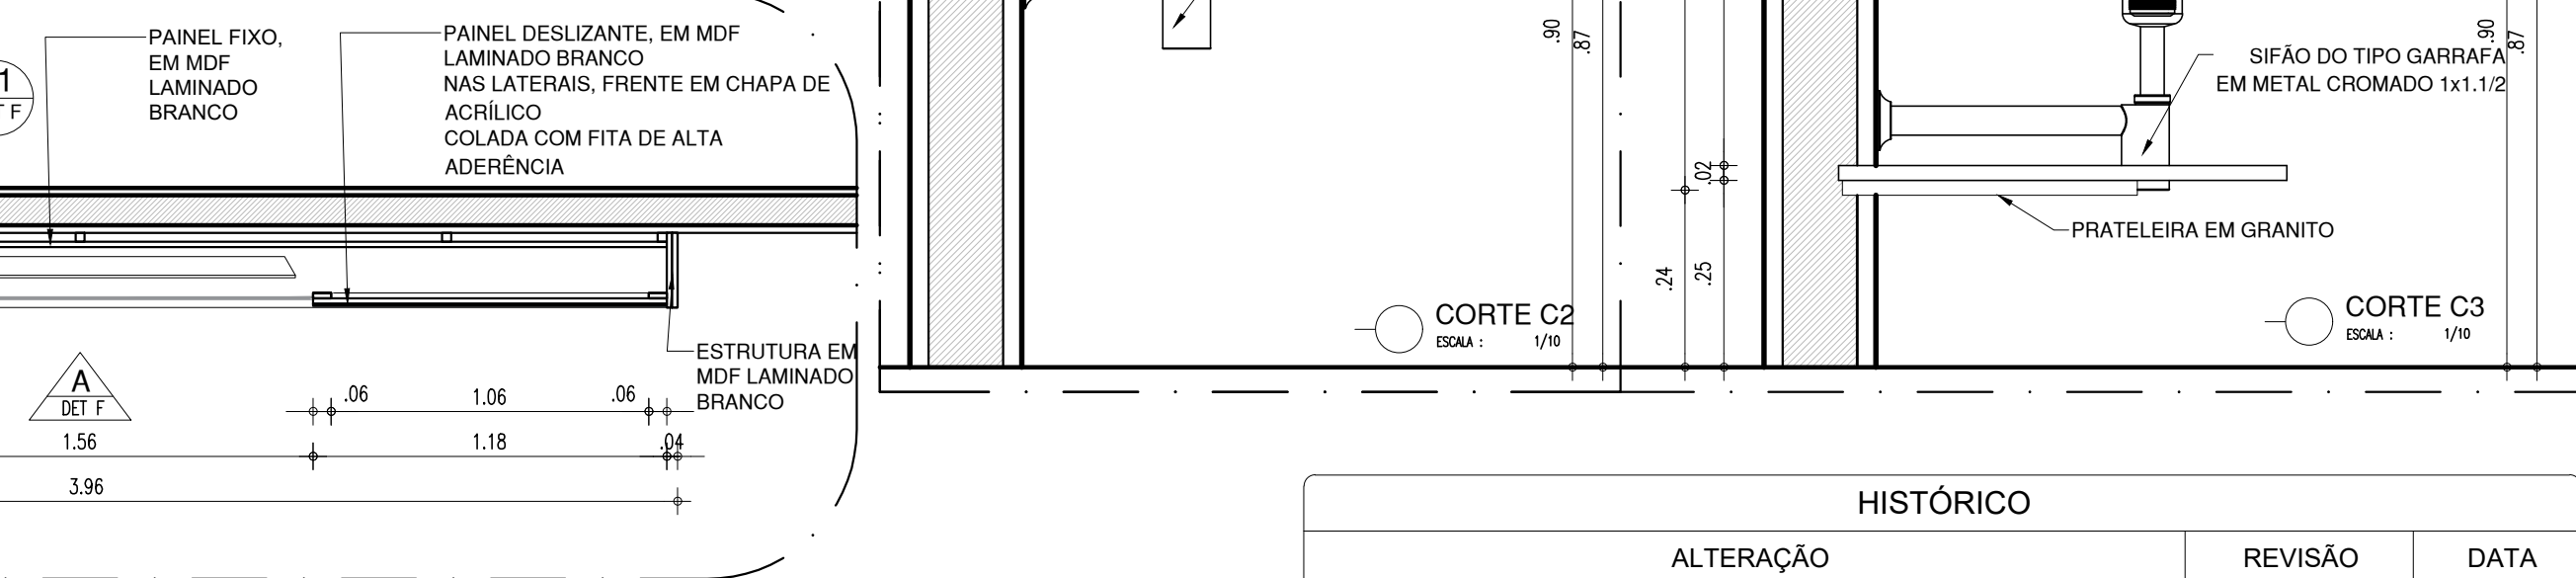 1
T F
PAINEL FIXO,
EM MDF
LAMINADO
BRANCO
PAINEL DESLIZANTE, EM MDF
LAMINADO BRANCO
NAS LATERAIS, FRENTE EM CHAPA DE
ACRÍLICO
COLADA COM FITA DE ALTA
ADERÊNCIA
ESTRUTURA EM
MDF LAMINADO
BRANCO
A
DET F
.06
1.06
.06
1.56
1.18
.04
3.96
.90
.87
CORTE C2
ESCALA : 1/10
.02
.24
.25
.90
.87
SIFÃO DO TIPO GARRAFA
EM METAL CROMADO 1x1.1/2
PRATELEIRA EM GRANITO
CORTE C3
ESCALA : 1/10
HISTÓRICO
ALTERAÇÃO
REVISÃO
DATA